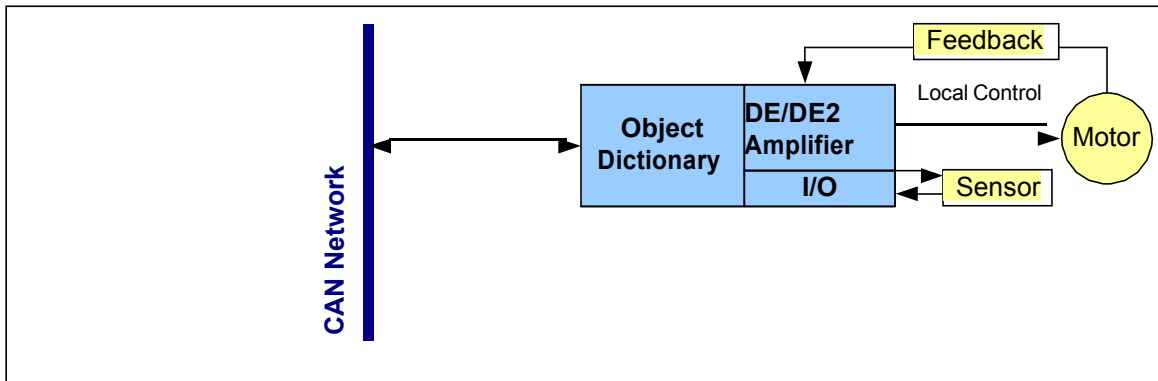 Feedback
Local Control
DE/DE2
Amplifier
Object
Dictionary
Motor
I/O
Sensor
CAN Network